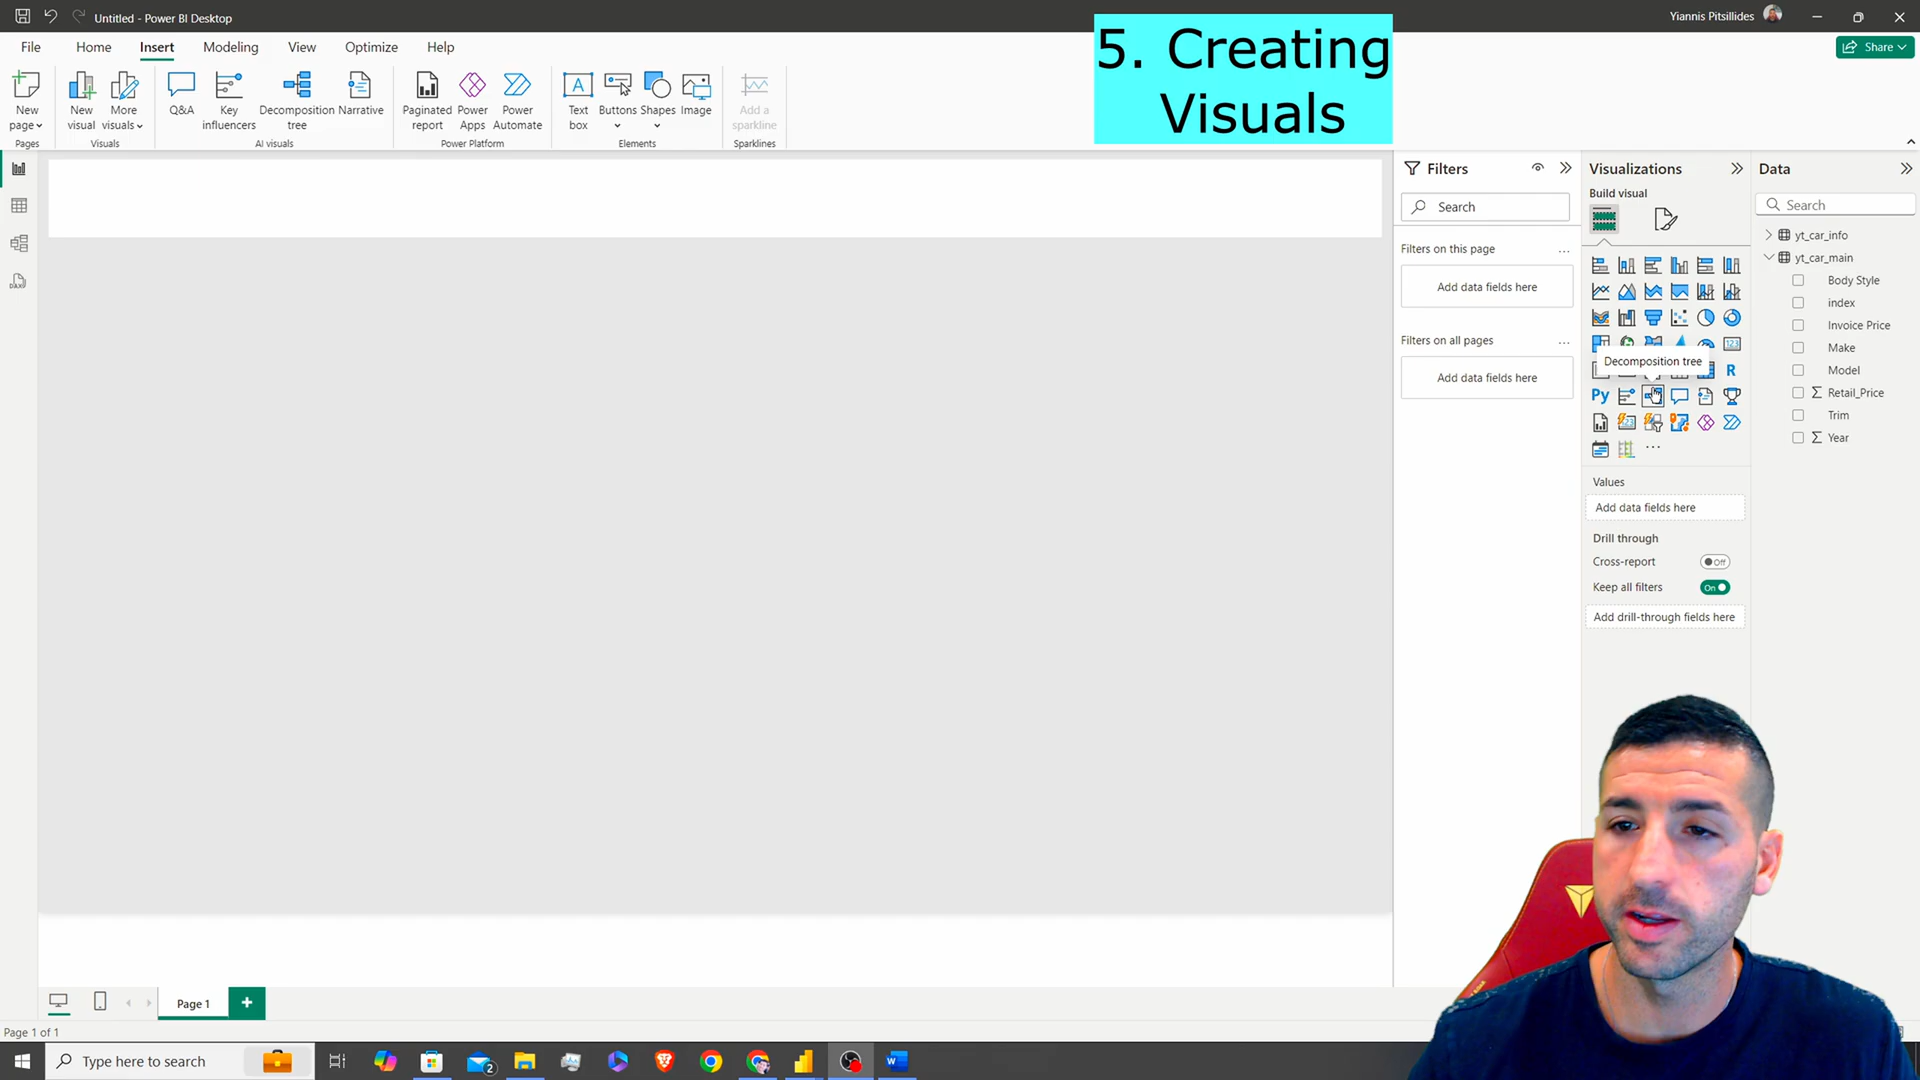 Untitled - Power BI Desktop
Yiannis Pitsillides
5. Creating
Visuals
File Home Insert Modeling View Optimize Help
Share
New page
New visual
More visuals
Q&A
Key influencers
Decomposition tree
Narrative
Paginated report
Power Apps
Power Automate
Text box
Buttons
Shapes
Image
Add a sparkline
Pages
Visuals
AI visuals
Power Platform
Elements
Sparklines
Filters
Search
Filters on this page
...
Add data fields here
Filters on all pages
...
Add data fields here
Visualizations
Build visual
123
Decomposition tree
R
Py
123
...
Values
Add data fields here
Drill through
Cross-report
Off
Keep all filters
On
Add drill-through fields here
Data
Search
yt_car_info
yt_car_main
Body Style
index
Invoice Price
Make
Model
Σ Retail_Price
Trim
Σ Year
DAX
Page 1
+
Page 1 of 1
Type here to search
2
W